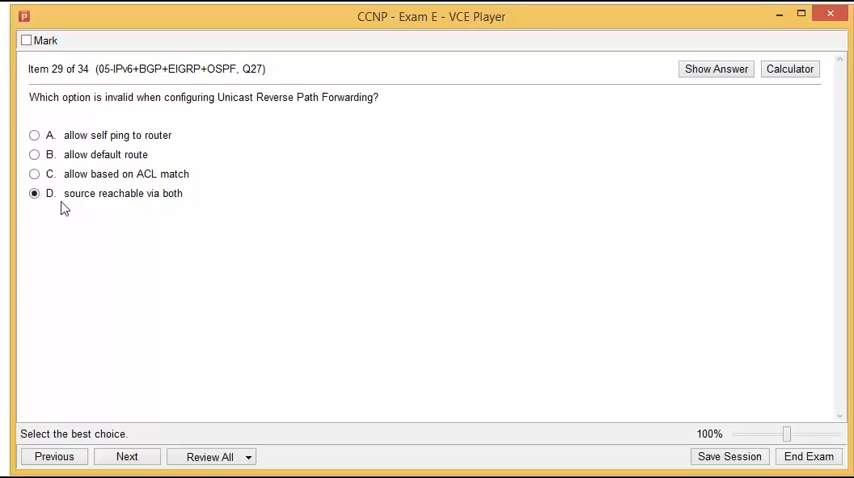 CCNP - Exam E - VCE Player
Mark
Item 29 of 34 (05-IPv6+BGP+EIGRP+OSPF, Q27)
Show Answer
Calculator
Which option is invalid when configuring Unicast Reverse Path Forwarding?
A. allow self ping to router
B. allow default route
C. allow based on ACL match
D. source reachable via both
Select the best choice.
100%
Previous
Next
Review All
Save Session
End Exam